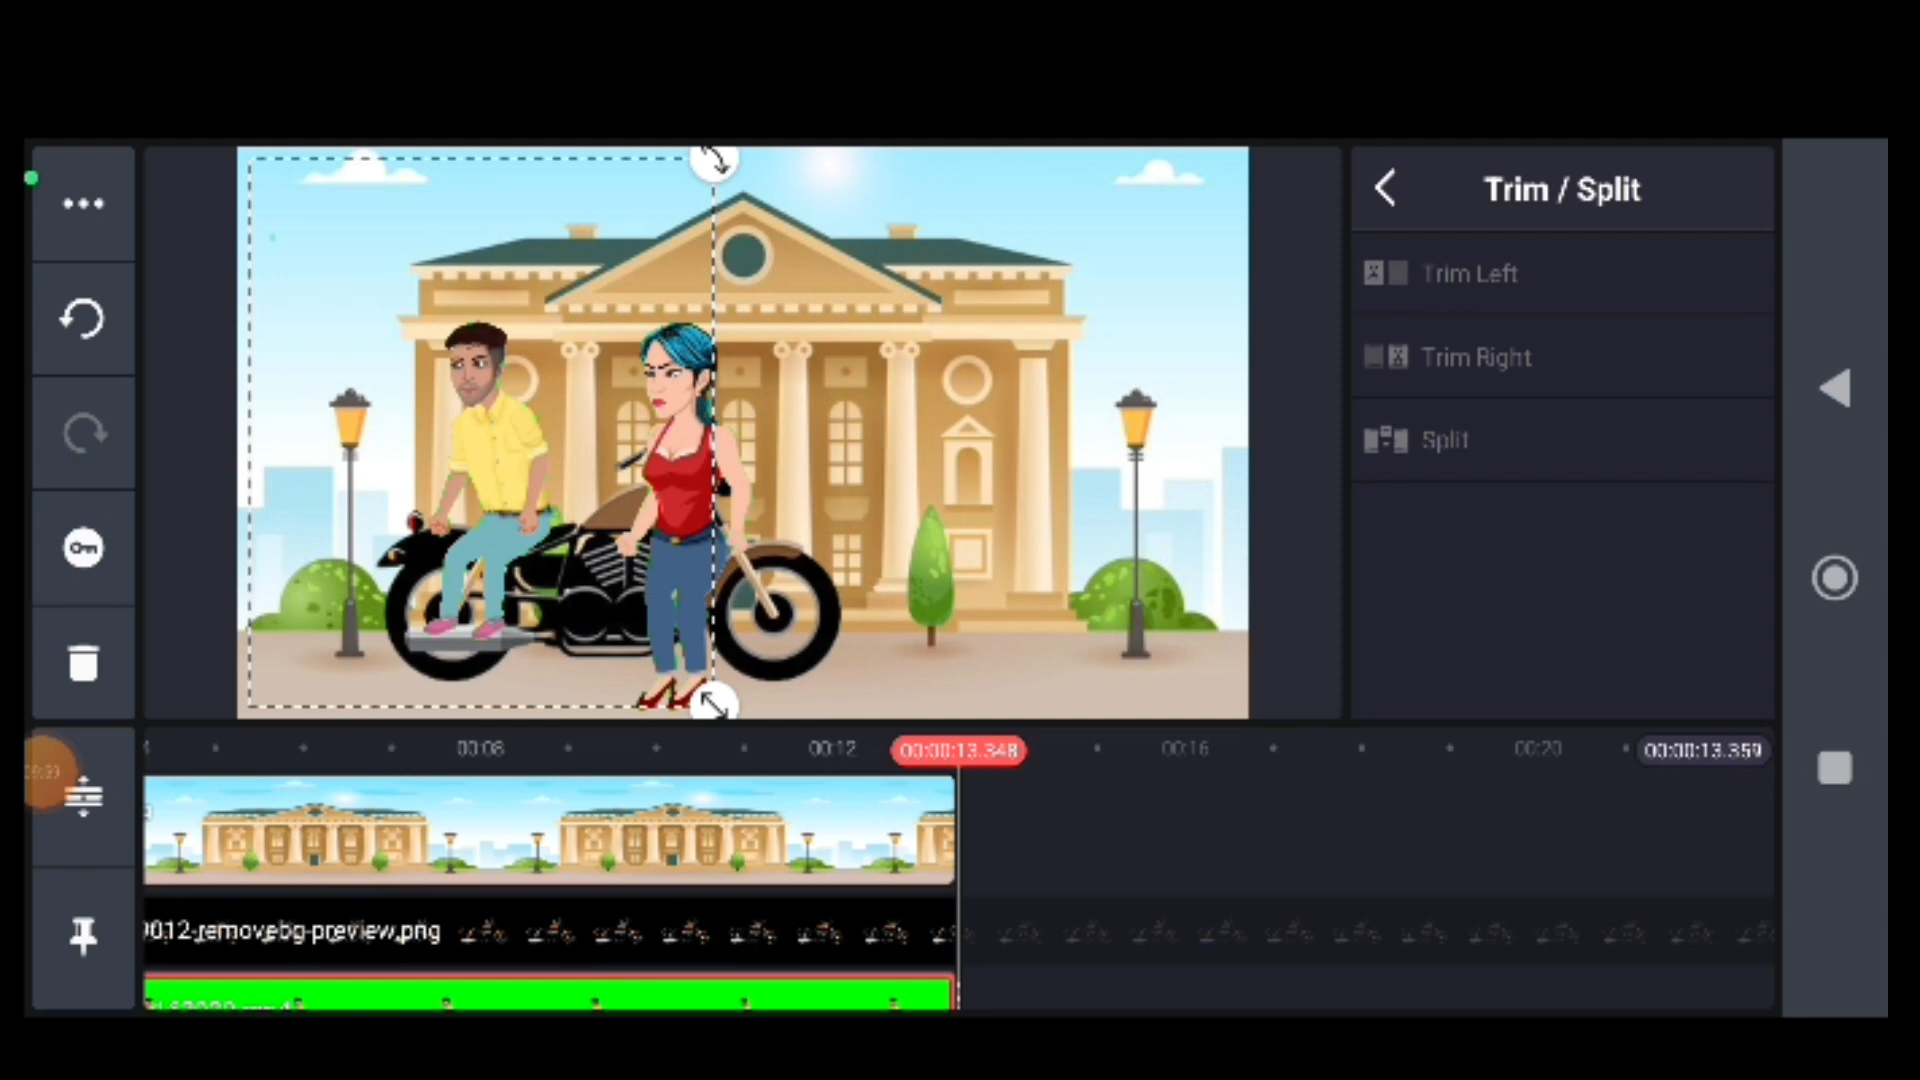 Trim / Split
Trim Left
Trim Right
Split
00:08
00:12
00:00:13.348
00:16
00:20
00:00:13.359
0012-removebg-preview.png